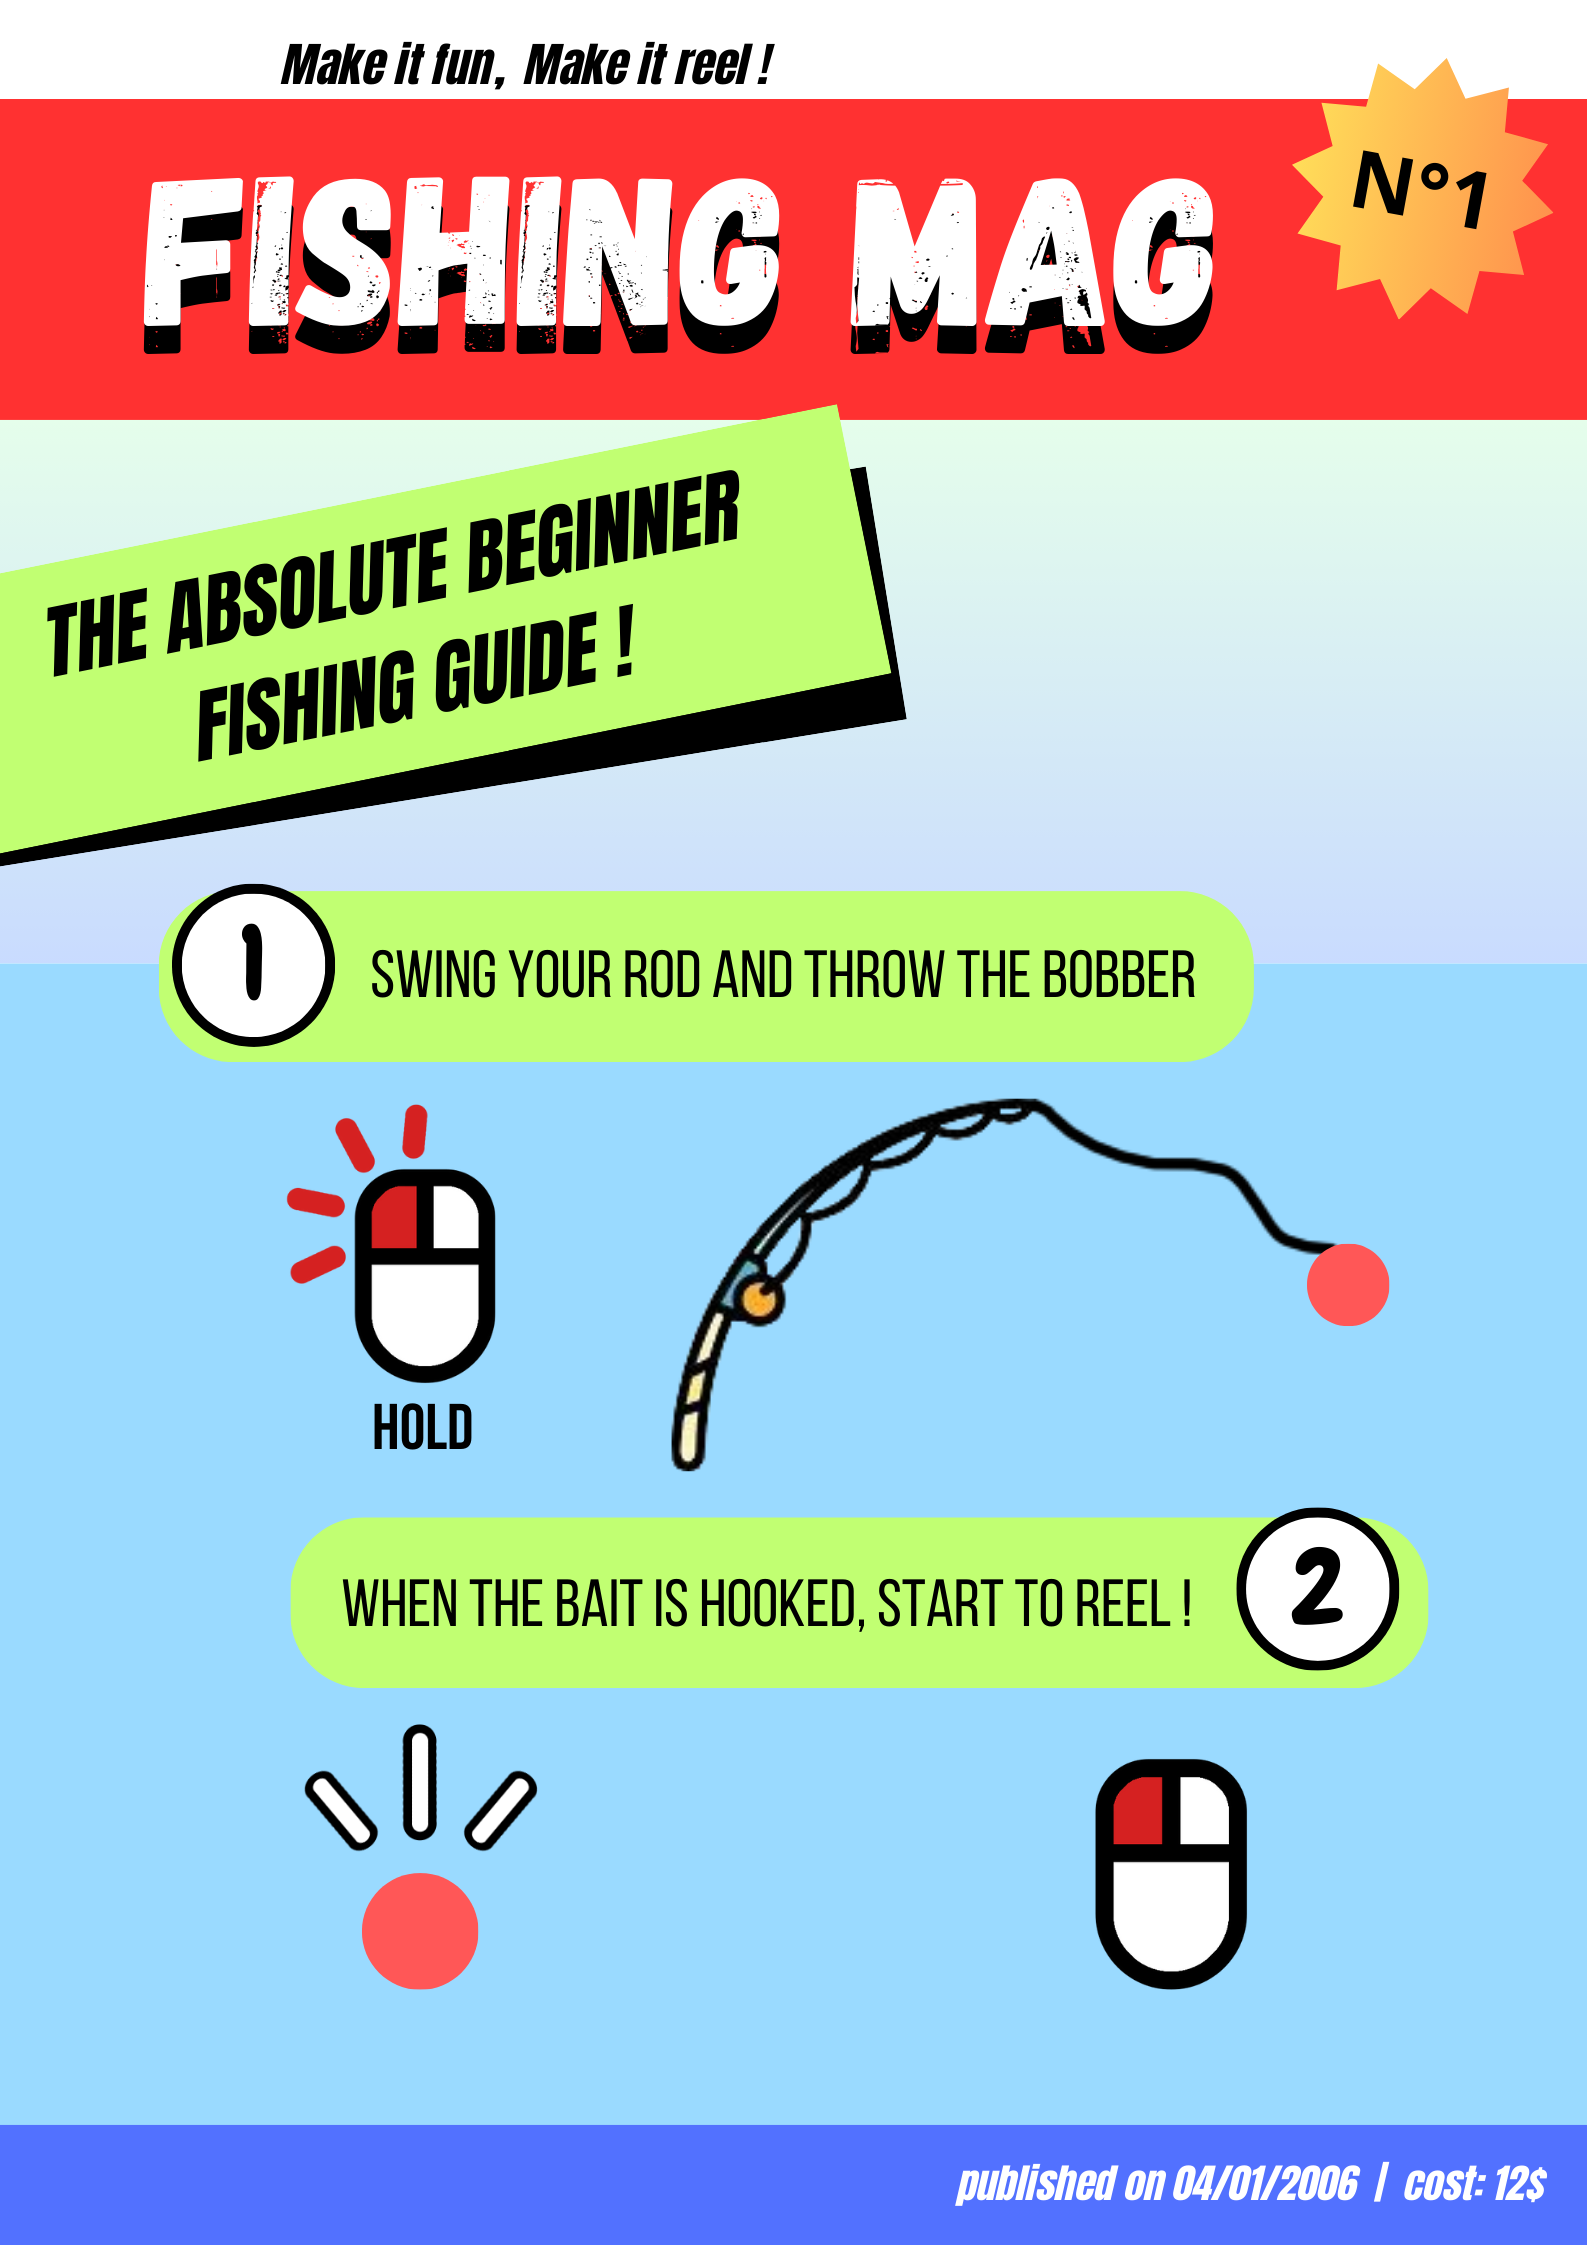 Make it fun, Make it reel !
FISHING MAG
N°1
THE ABSOLUTE BEGINNER
FISHING GUIDE !
1
SWING YOUR ROD AND THROW THE BOBBER
HOLD
WHEN THE BAIT IS HOOKED, START TO REEL !
2
published on 04/01/2006 | cost: 12$